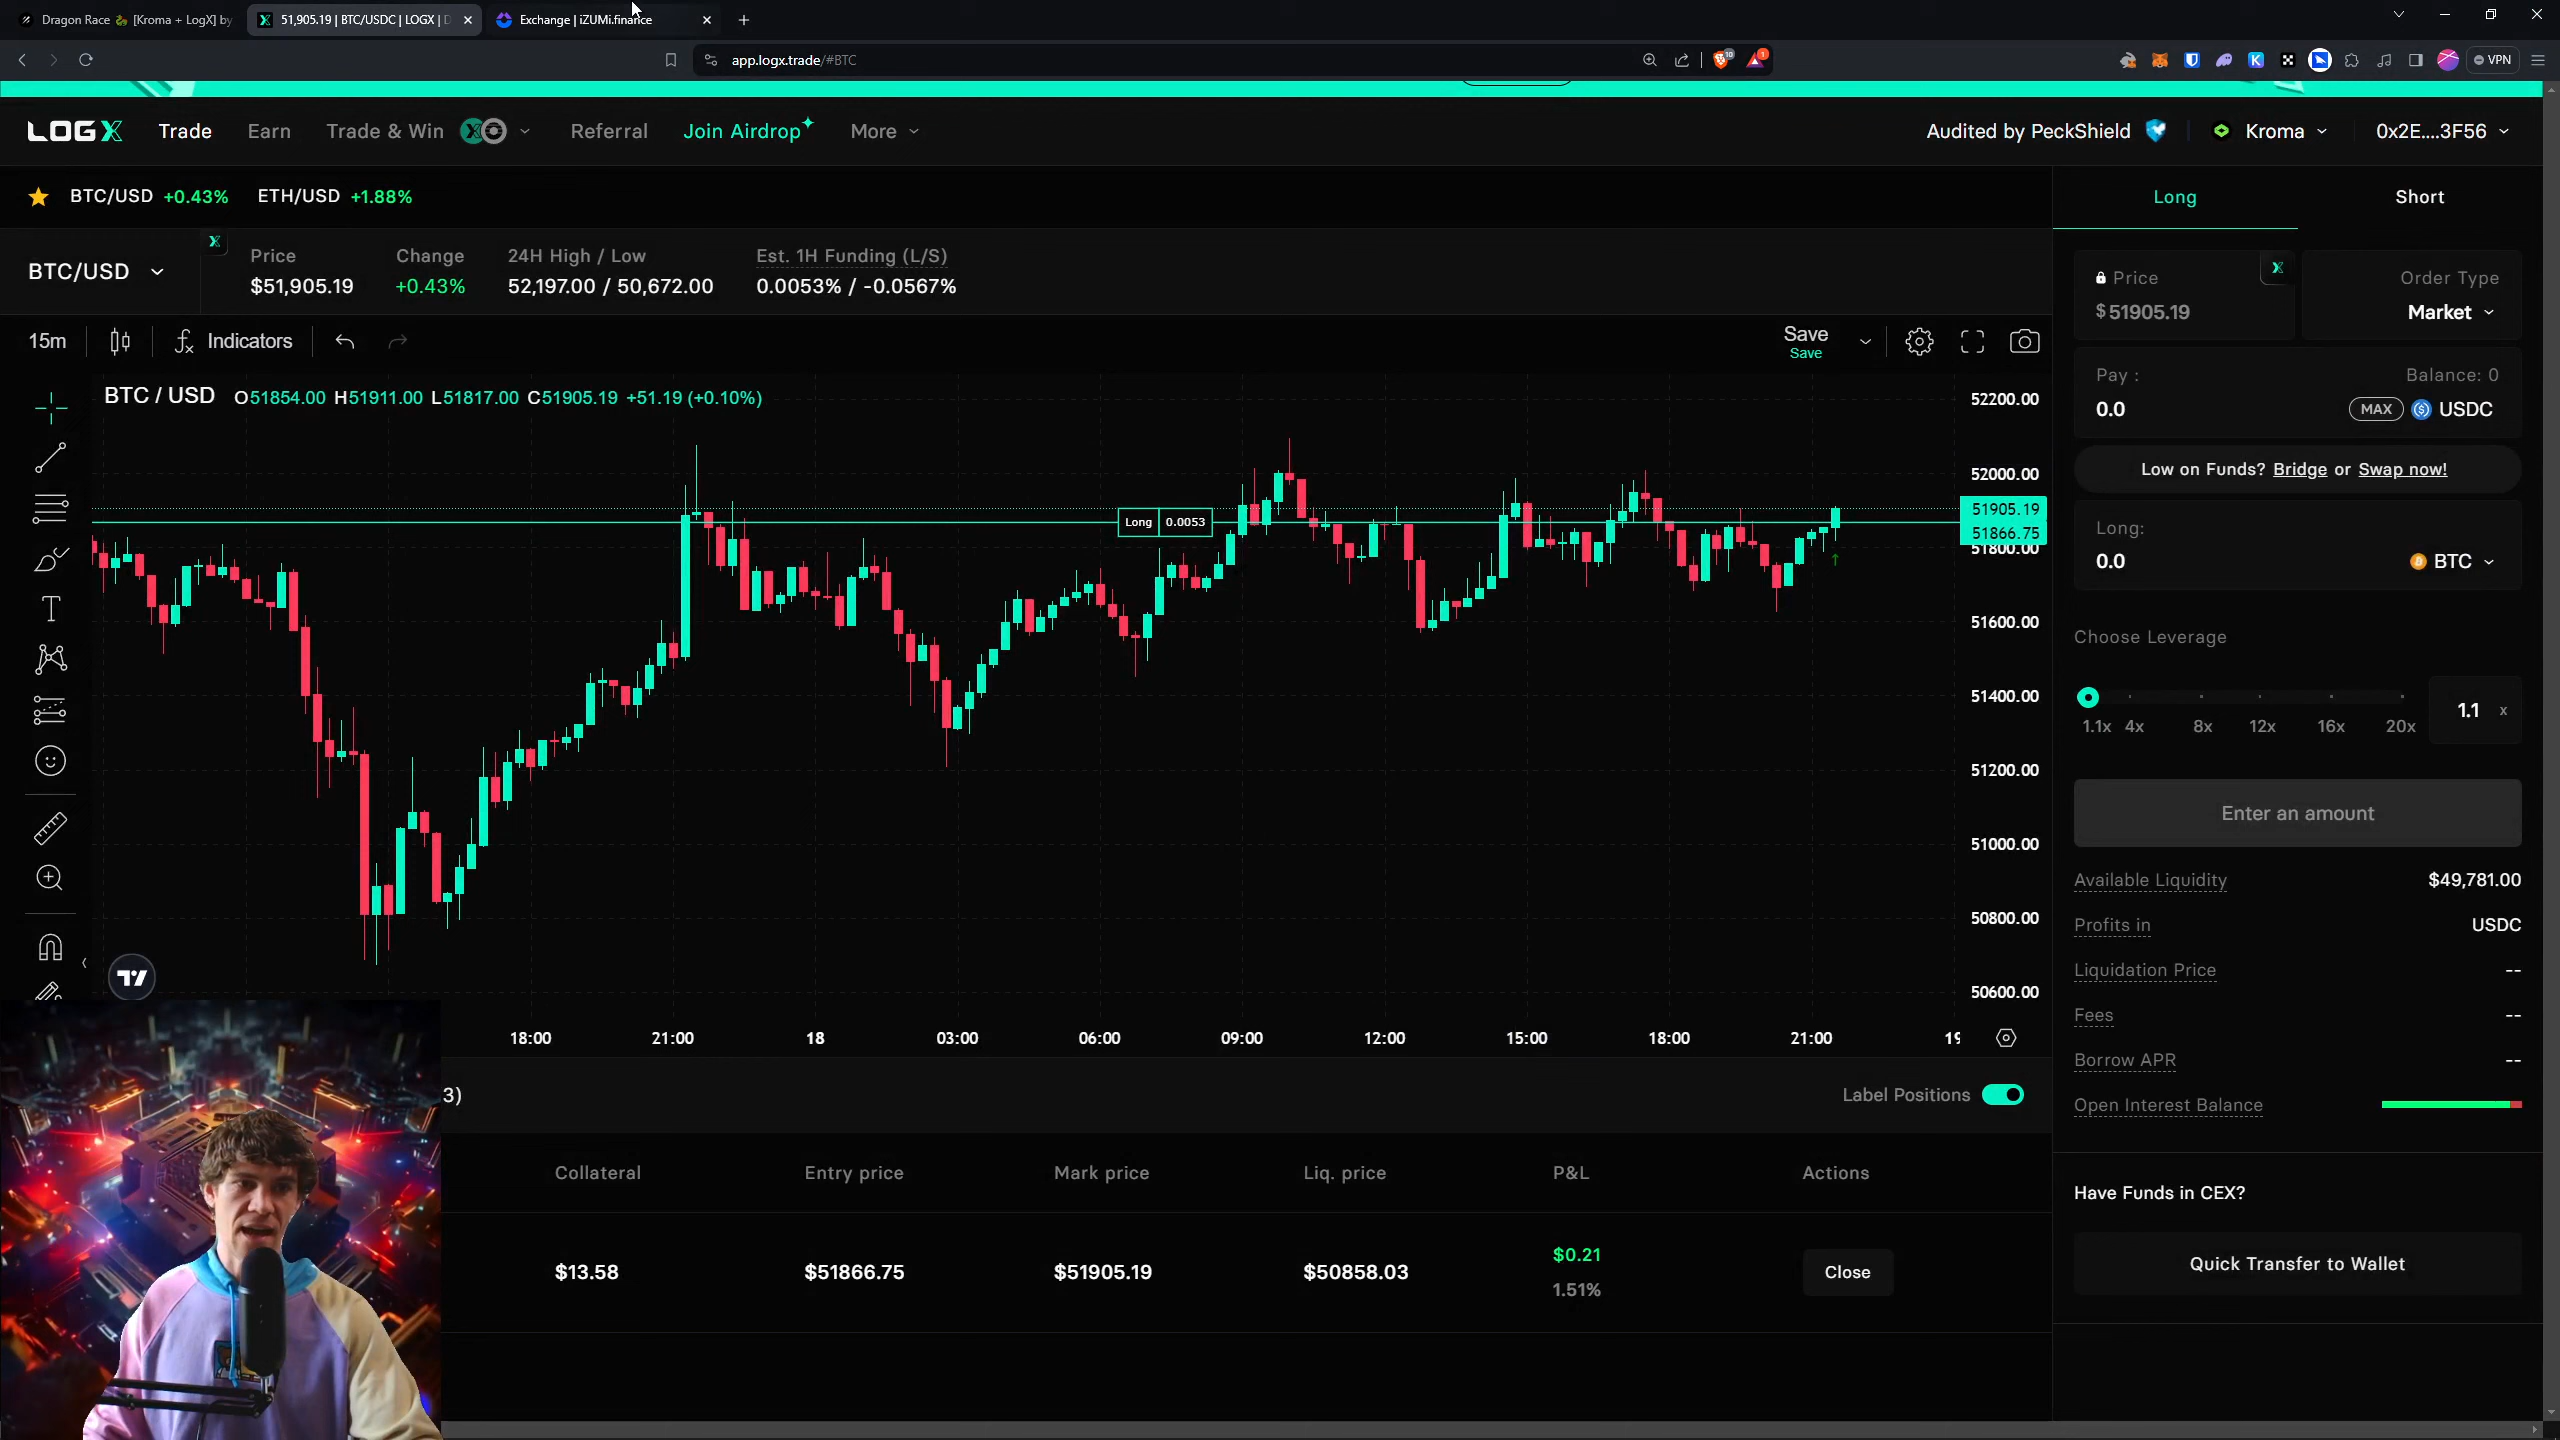 Dragon Race 🐉 [Kroma + LogX] by
51,905.19 | BTC/USDC | LOGX | D
Exchange | iZUMi.finance
app.logx.trade/#BTC
10
1
VPN
LOGX
Trade
Earn
Trade & Win
Referral
Join Airdrop
More
Audited by PeckShield
Kroma
0x2E....3F56
BTC/USD +0.43%
ETH/USD +1.88%
Long
Short
BTC/USD
Price
$51,905.19
Change
+0.43%
24H High / Low
52,197.00 / 50,672.00
Est. 1H Funding (L/S)
0.0053% / -0.0567%
Price
$ 51905.19
Order Type
Market
15m
Indicators
Save
Save
Pay :
Balance: 0
0.0
MAX
USDC
BTC / USD O51854.00 H51911.00 L51817.00 C51905.19 +51.19 (+0.10%)
Low on Funds? Bridge or Swap now!
Long 0.0053
52200.00
52000.00
51905.19
51866.75
51800.00
51600.00
51400.00
51200.00
51000.00
50800.00
50600.00
Long:
0.0
BTC
Choose Leverage
1.1x 4x 8x 12x 16x 20x
1.1 x
Enter an amount
Available Liquidity $49,781.00
Profits in USDC
Liquidation Price --
Fees --
Borrow APR --
Open Interest Balance
18:00 21:00 18 03:00 06:00 09:00 12:00 15:00 18:00 21:00 19
3)
Label Positions
Collateral Entry price Mark price Liq. price P&L Actions
$13.58 $51866.75 $51905.19 $50858.03 $0.21 Close
1.51%
Have Funds in CEX?
Quick Transfer to Wallet